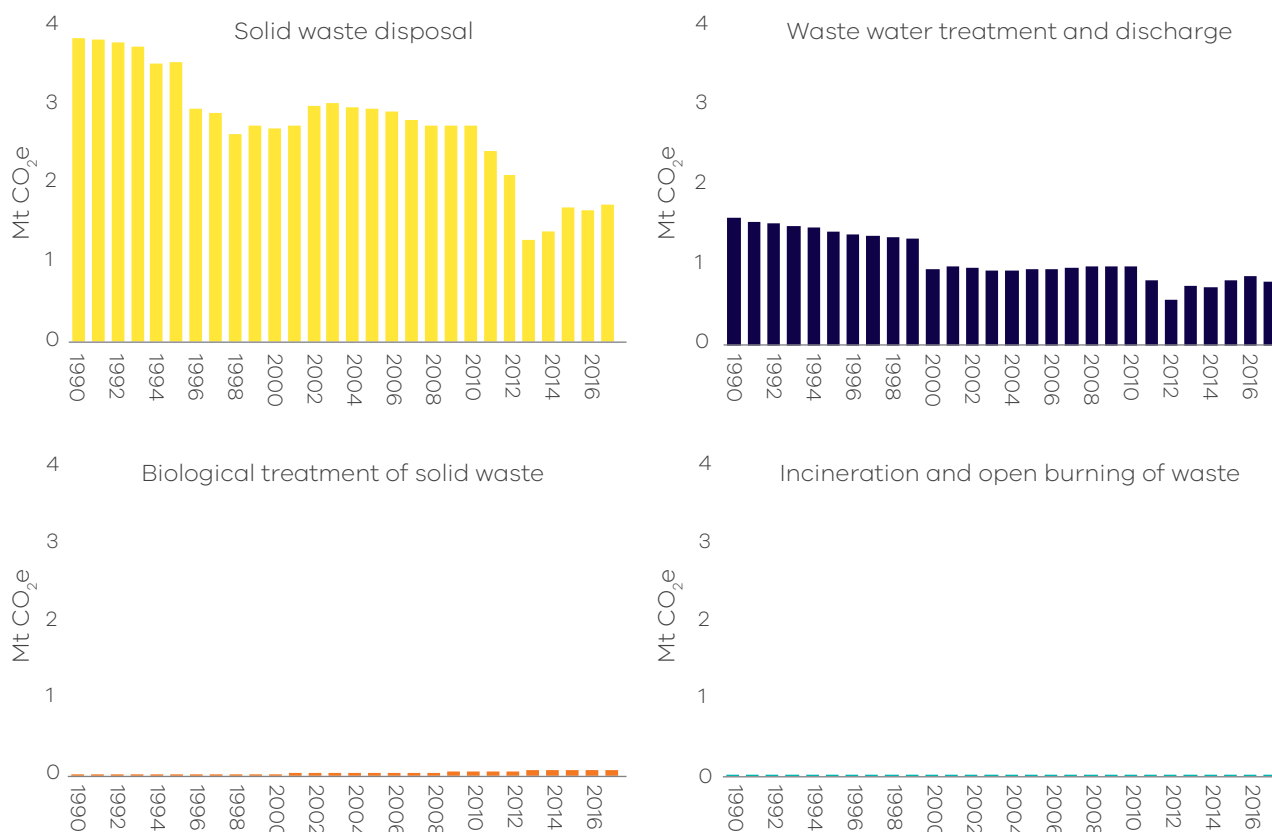 Solid waste disposal
Mt CO₂e
4
3
2
1
0
1990 1992 1994 1996 1998 2000 2002 2004 2006 2008 2010 2012 2014 2016
Waste water treatment and discharge
Mt CO₂e
4
3
2
1
0
1990 1992 1994 1996 1998 2000 2002 2004 2006 2008 2010 2012 2014 2016
Biological treatment of solid waste
Mt CO₂e
4
3
2
1
0
1990 1992 1994 1996 1998 2000 2002 2004 2006 2008 2010 2012 2014 2016
Incineration and open burning of waste
Mt CO₂e
4
3
2
1
0
1990 1992 1994 1996 1998 2000 2002 2004 2006 2008 2010 2012 2014 2016